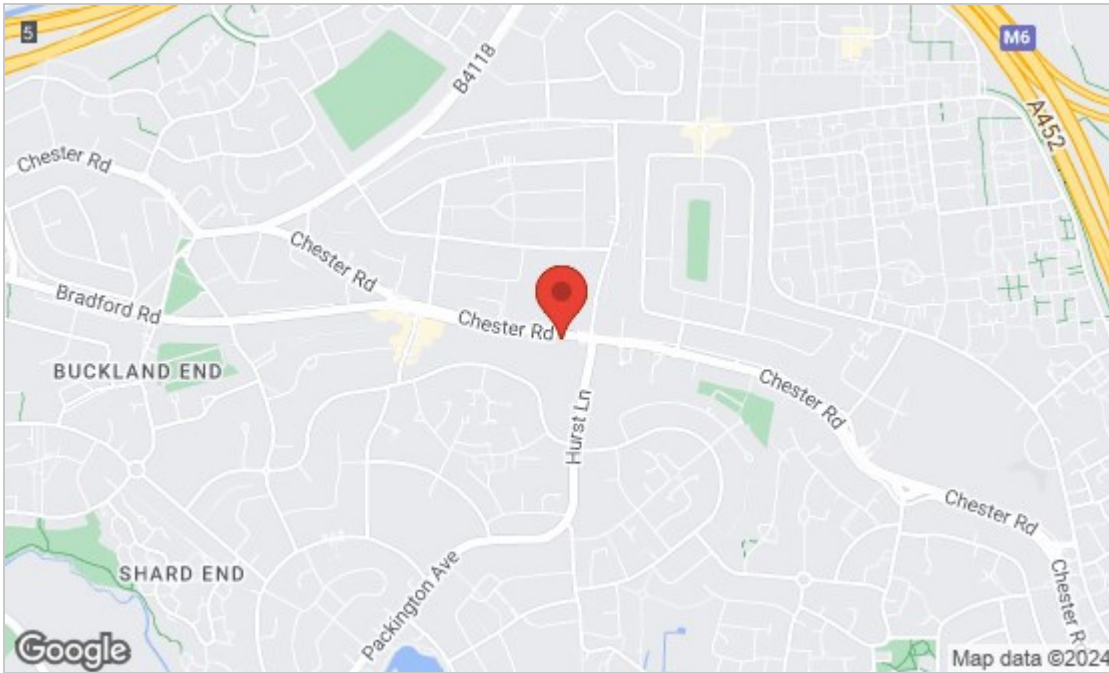 5
M6
B4118
A452
Chester Rd
Chester Rd
Bradford Rd
Chester Rd
BUCKLAND END
Chester Rd
Hurst Ln
Chester Rd
SHARD END
Packington Ave
Chester R
Google
Map data ©2024